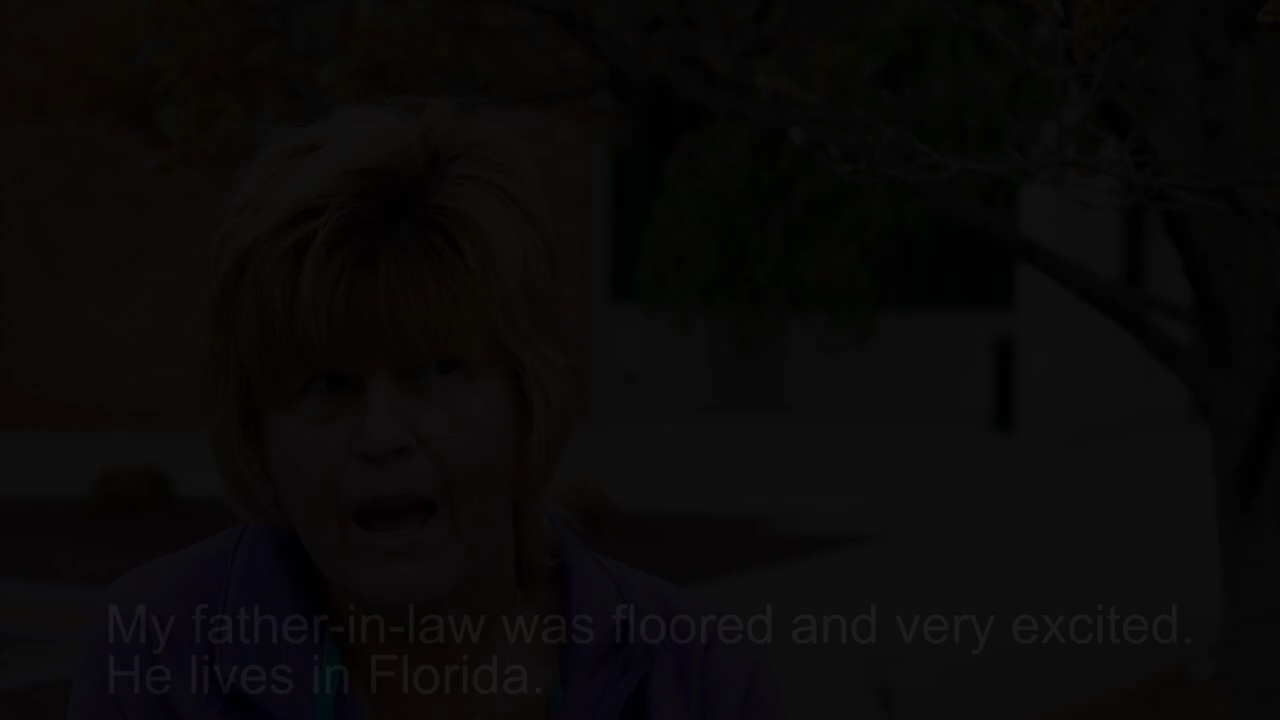 My father-in-law was floored and very excited.
He lives in Florida.